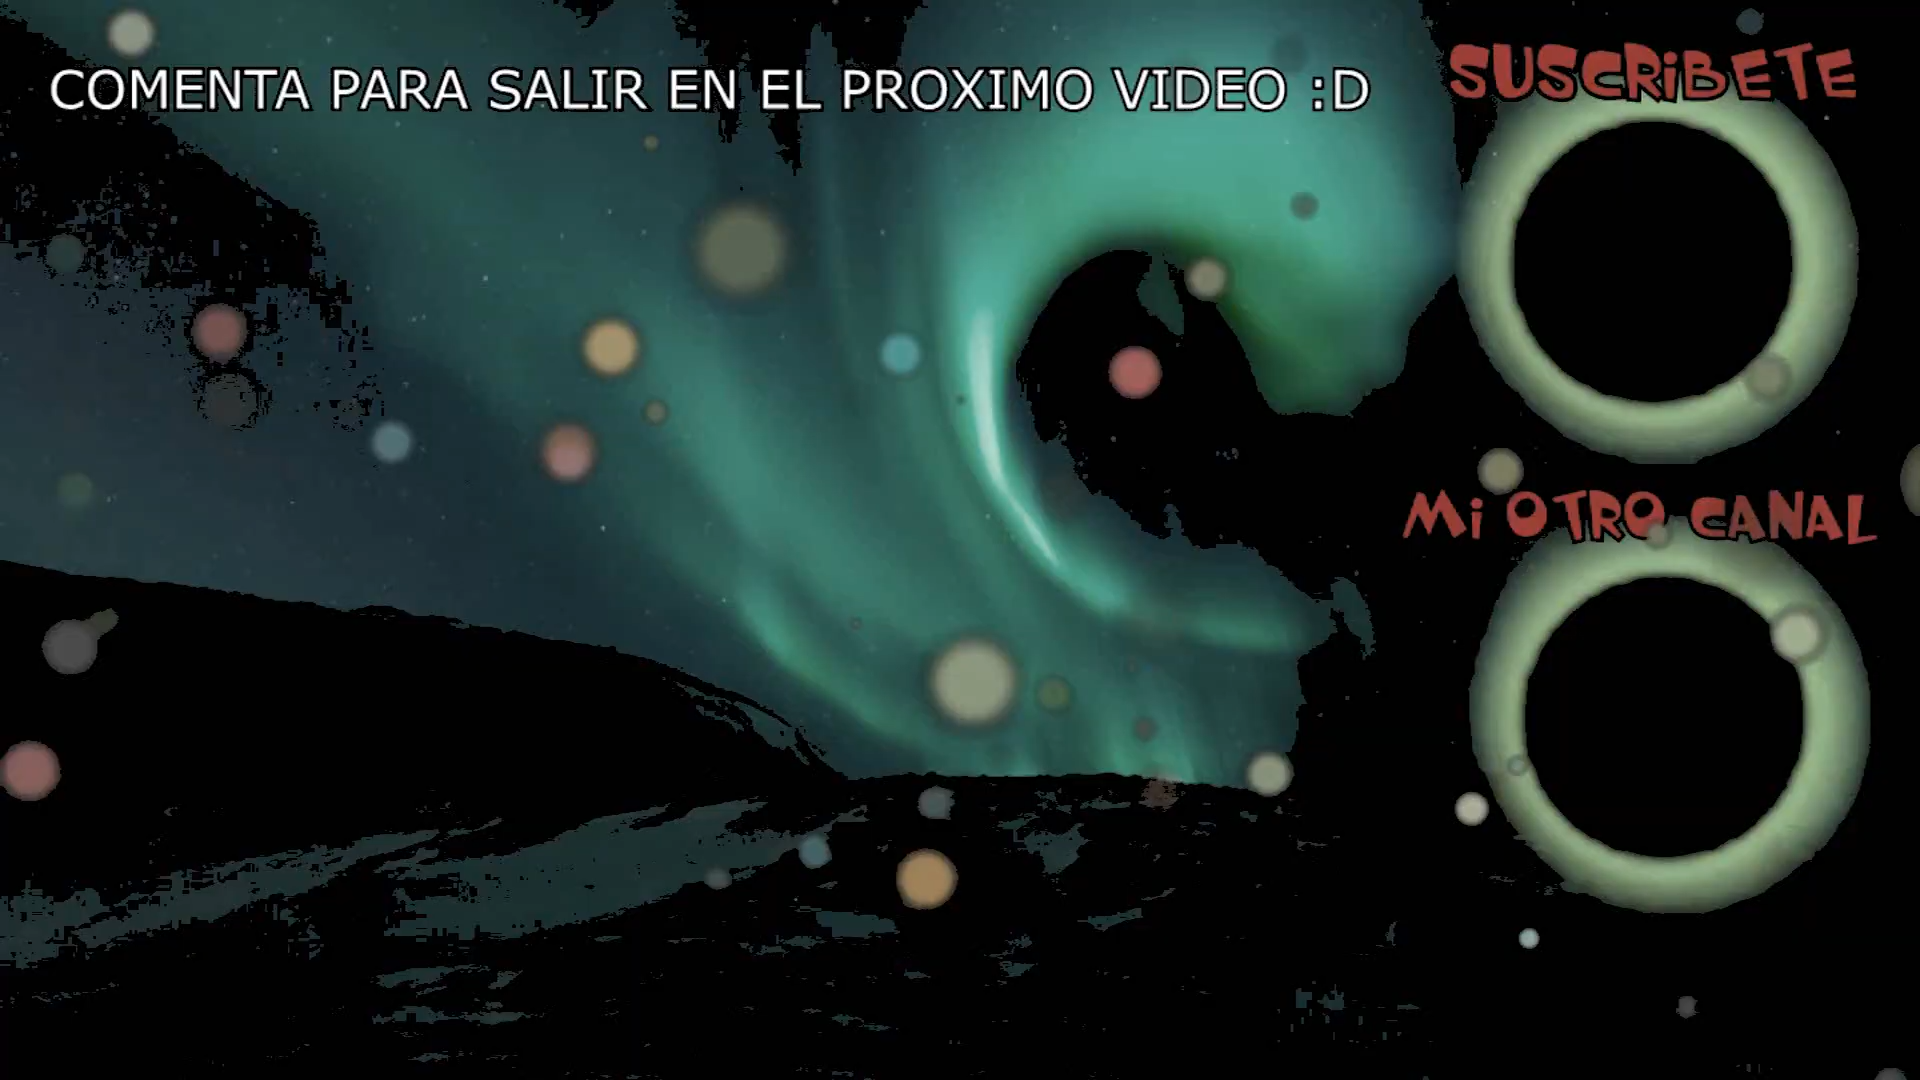 COMENTA PARA SALIR EN EL PROXIMO VIDEO :D
SUSCRiBETE
Mi OTRO CANAL